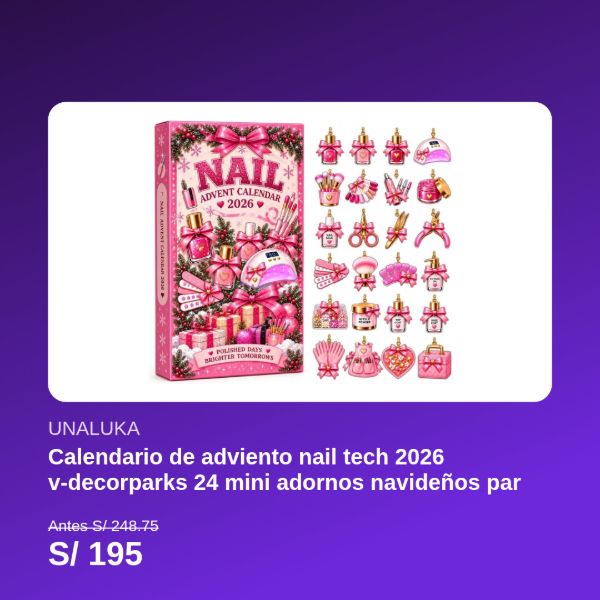 NAIL
ADVENT CALENDAR
2026
NAIL ADVENT CALENDAR 2026
POLISHED DAYS
BRIGHTER TOMORROWS
UNALUKA
Calendario de adviento nail tech 2026
v-decorparks 24 mini adornos navideños par
Antes S/ 248.75
S/ 195